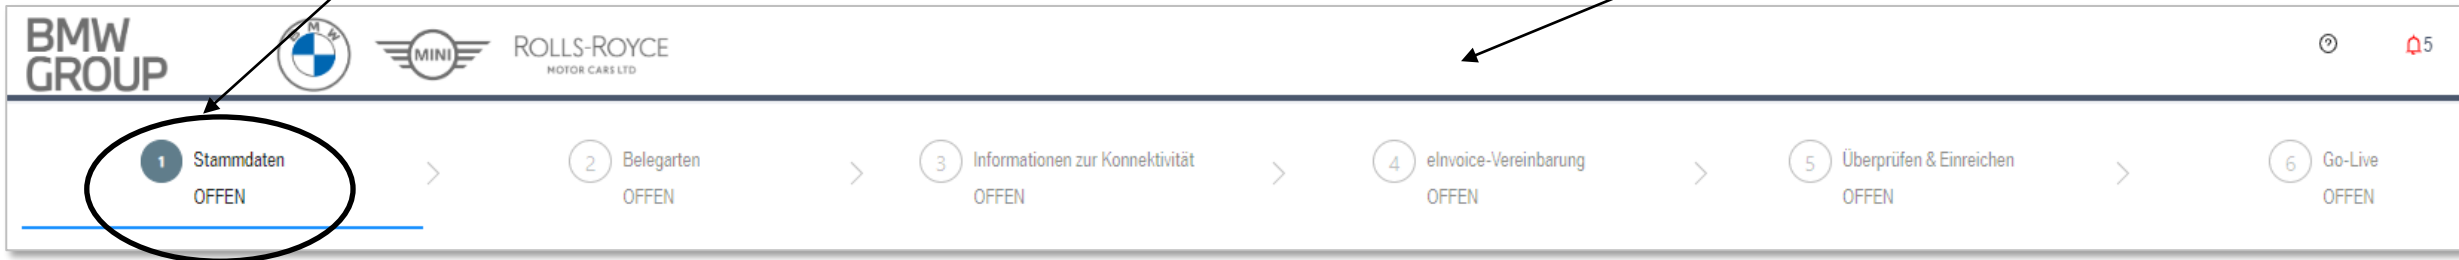 BMW
GROUP
BMW
MINI
ROLLS-ROYCE
MOTOR CARS LTD
?
5
1 Stammdaten
OFFEN
2 Belegarten
OFFEN
3 Informationen zur Konnektivität
OFFEN
4 eInvoice-Vereinbarung
OFFEN
5 Überprüfen & Einreichen
OFFEN
6 Go-Live
OFFEN